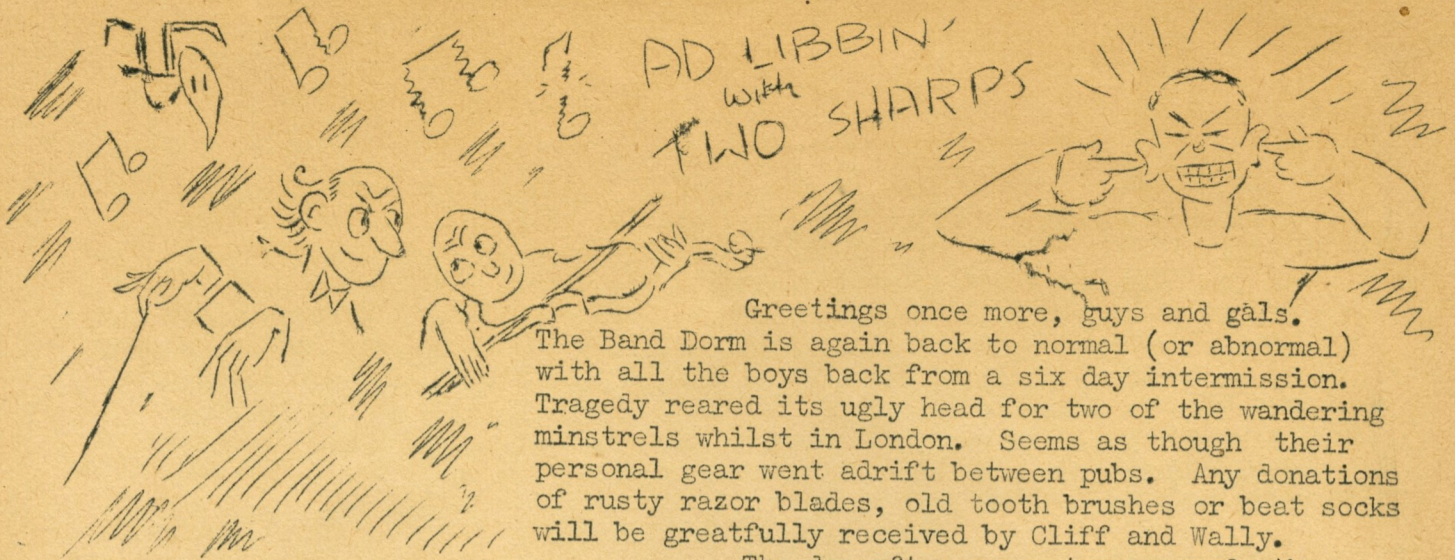 AD LIBBIN'
with
TWO SHARPS
Greetings once more, guys and gals.
The Band Dorm is again back to normal (or abnormal)
with all the boys back from a six day intermission.
Tragedy reared its ugly head for two of the wandering
minstrels whilst in London. Seems as though their
personal gear went adrift between pubs. Any donations
of rusty razor blades, old tooth brushes or beat socks
will be greatfully received by Cliff and Wally.